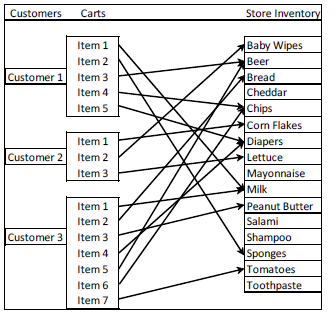 Customers Carts Store Inventory
Item 1 Baby Wipes
Item 2 Beer
Customer 1 Item 3 Bread
Item 4 Cheddar
Item 5 Chips
Corn Flakes
Item 1 Diapers
Customer 2 Item 2 Lettuce
Item 3 Mayonnaise
Milk
Item 1 Peanut Butter
Item 2 Salami
Customer 3 Item 3 Shampoo
Item 4 Sponges
Item 5 Tomatoes
Item 6 Toothpaste
Item 7